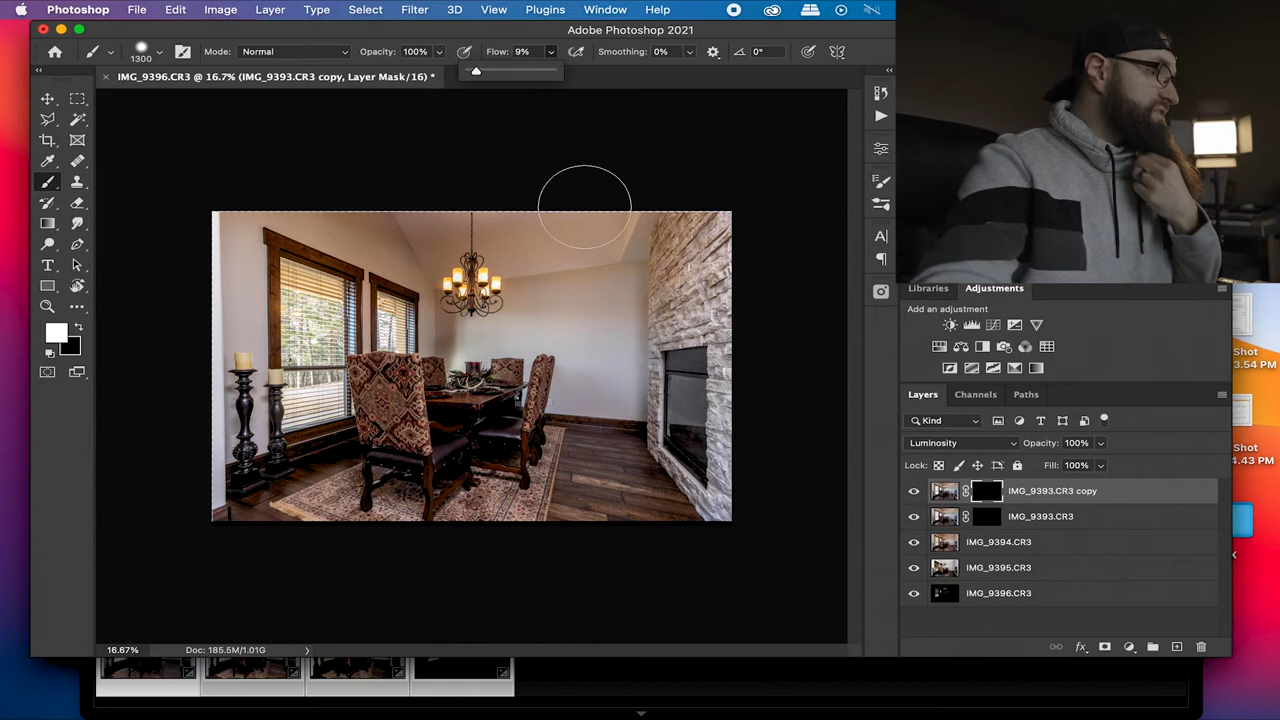 Photoshop File Edit Image Layer Type Select Filter 3D View Plugins Window Help
Adobe Photoshop 2021
1300 Mode: Normal Opacity: 100% Flow: 9% Smoothing: 0% 0°
IMG_9396.CR3 @ 16.7% (IMG_9393.CR3 copy, Layer Mask/16) *
Libraries Adjustments
Add an adjustment
Shot
3.54 PM
Layers Channels Paths
Kind
Luminosity Opacity: 100%
Shot
4.43 PM
Lock: Fill: 100%
IMG_9393.CR3 copy
IMG_9393.CR3
IMG_9394.CR3
IMG_9395.CR3
IMG_9396.CR3
16.67% Doc: 185.5M/1.01G